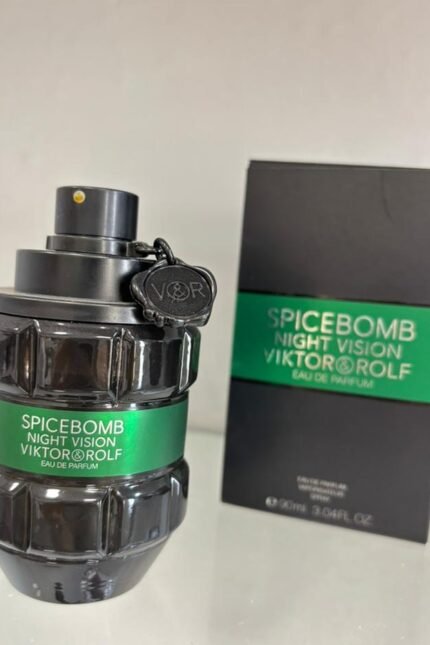 V&R
SPICEBOMB
NIGHT VISION
VIKTOR&ROLF
EAU DE PARFUM
SPICEBOMB
NIGHT VISION
VIKTOR&ROLF
EAU DE PARFUM
EAU DE PARFUM
VAPORISATEUR
SPRAY
℮ 90ml 3.04FL.OZ.